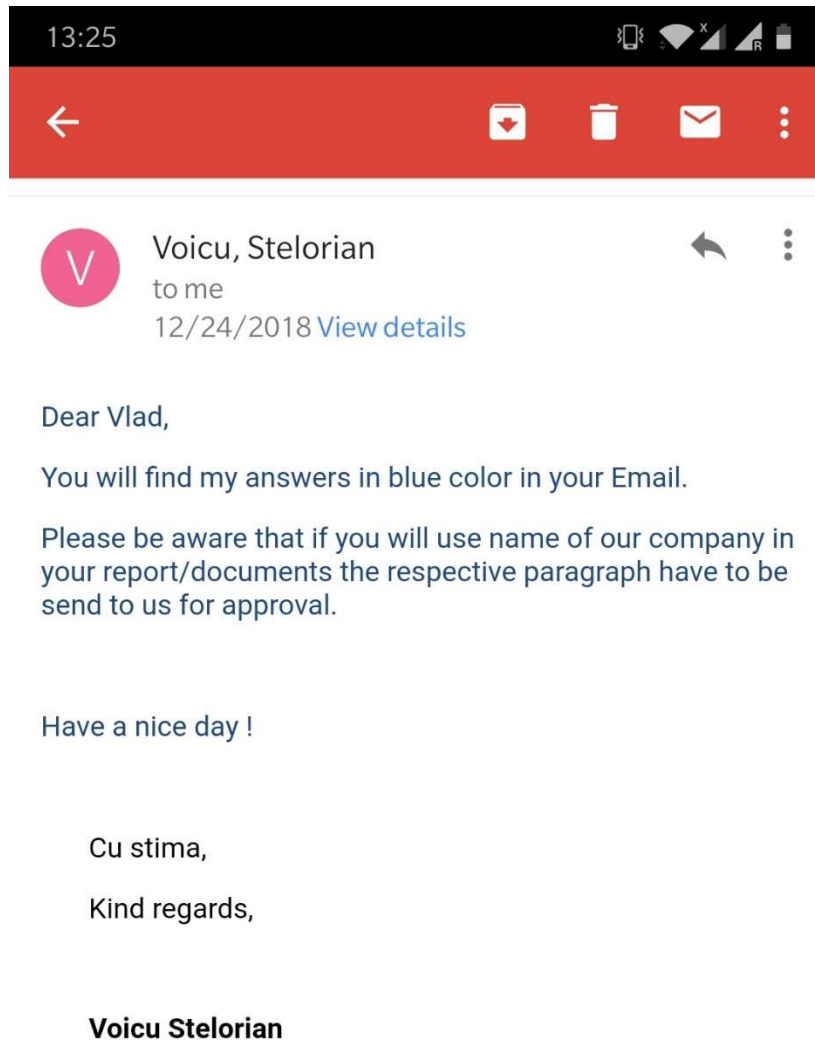 13:25
X
R
V
Voicu, Stelorian
to me
12/24/2018 View details
Dear Vlad,
You will find my answers in blue color in your Email.
Please be aware that if you will use name of our company in
your report/documents the respective paragraph have to be
send to us for approval.
Have a nice day !
Cu stima,
Kind regards,
Voicu Stelorian